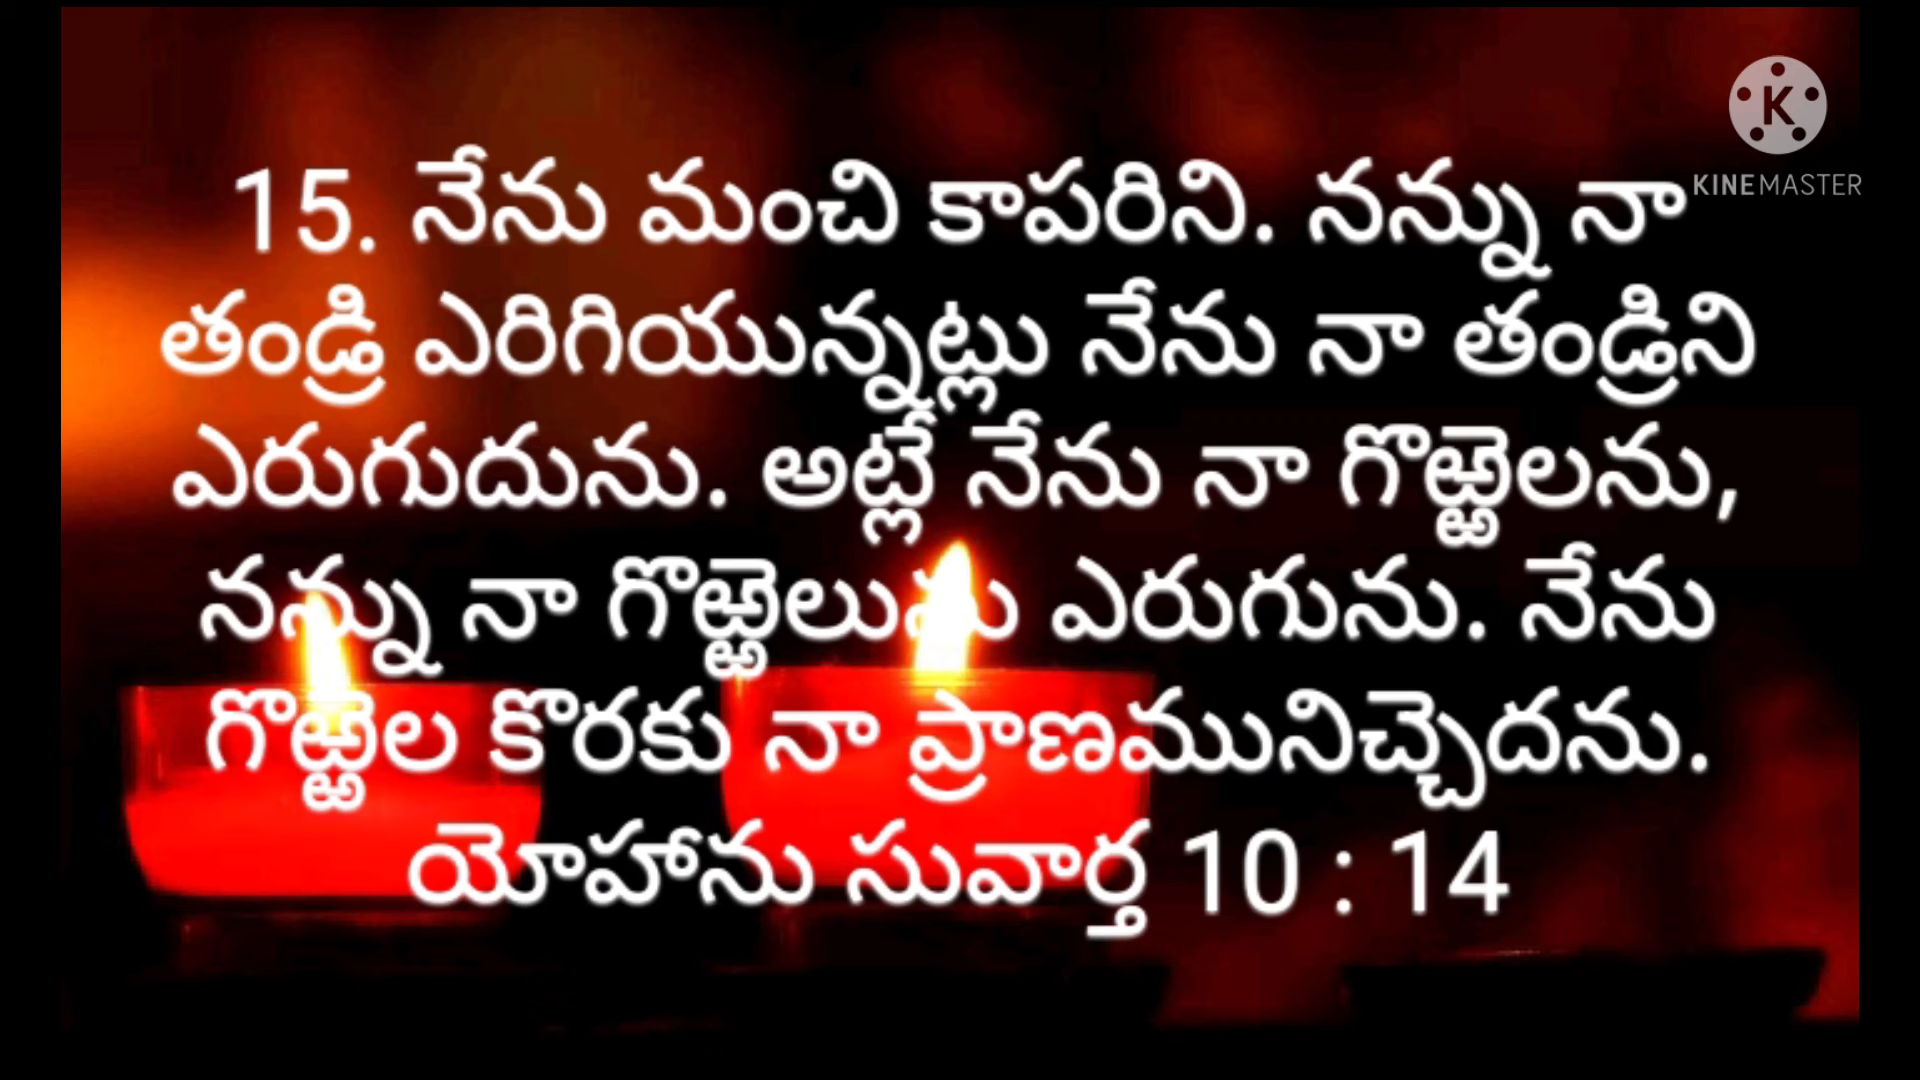 KINEMASTER
15. నేను మంచి కాపరిని. నన్ను నా
తండ్రి ఎరిగియున్నట్లు నేను నా తండ్రిని
ఎరుగుదును. అట్లే నేను నా గొఱ్ఱెలను,
నన్ను నా గొఱ్ఱెలును ఎరుగును. నేను
గొఱ్ఱెల కొరకు నా ప్రాణమునిచ్చెదను.
యోహాను సువార్త 10 : 14